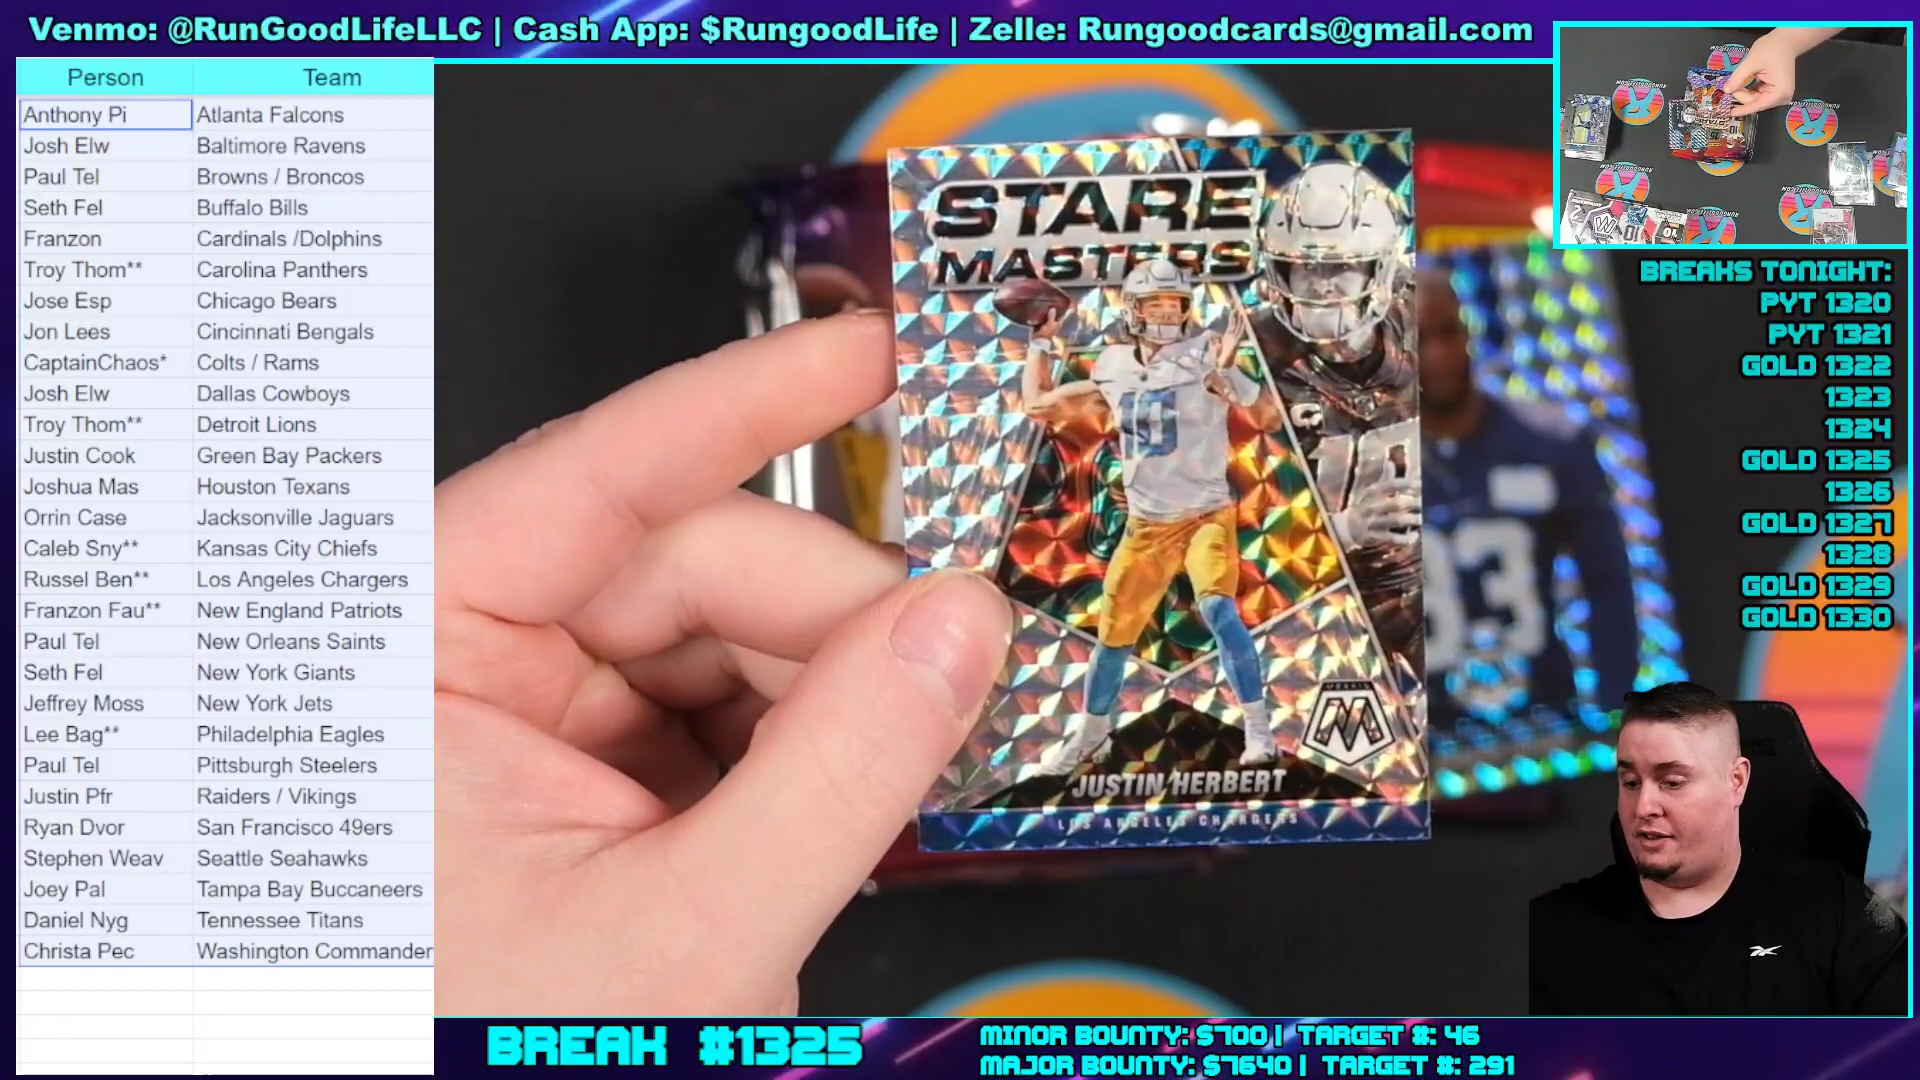 Venmo: @RunGoodLifeLLC | Cash App: $RungoodLife | Zelle: Rungoodcards@gmail.com
Person Team
Anthony Pi Atlanta Falcons
Josh Elw Baltimore Ravens
Paul Tel Browns / Broncos
Seth Fel Buffalo Bills
Franzon Cardinals /Dolphins
Troy Thom** Carolina Panthers
Jose Esp Chicago Bears
Jon Lees Cincinnati Bengals
CaptainChaos* Colts / Rams
Josh Elw Dallas Cowboys
Troy Thom** Detroit Lions
Justin Cook Green Bay Packers
Joshua Mas Houston Texans
Orrin Case Jacksonville Jaguars
Caleb Sny** Kansas City Chiefs
Russel Ben** Los Angeles Chargers
Franzon Fau** New England Patriots
Paul Tel New Orleans Saints
Seth Fel New York Giants
Jeffrey Moss New York Jets
Lee Bag** Philadelphia Eagles
Paul Tel Pittsburgh Steelers
Justin Pfr Raiders / Vikings
Ryan Dvor San Francisco 49ers
Stephen Weav Seattle Seahawks
Joey Pal Tampa Bay Buccaneers
Daniel Nyg Tennessee Titans
Christa Pec Washington Commander
STARE
MASTERS
10
10
MOSAIC
M
JUSTIN HERBERT
LOS ANGELES CHARGERS
93
BREAKS TONIGHT:
PYT 1320
PYT 1321
GOLD 1322
1323
1324
GOLD 1325
1326
GOLD 1327
1328
GOLD 1329
GOLD 1330
BREAK #1325
MINOR BOUNTY: $700 | TARGET #: 46
MAJOR BOUNTY: $7640 | TARGET #: 291